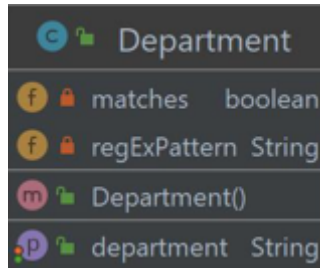 C Department
f matches boolean
f regExPattern String
m Department()
p department String